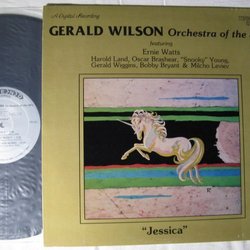 A Digital Recording
GERALD WILSON Orchestra of the
featuring
Ernie Watts
Harold Land, Oscar Brashear, "Snooky" Young,
Gerald Wiggins, Bobby Bryant & Milcho Leviev
"Jessica"